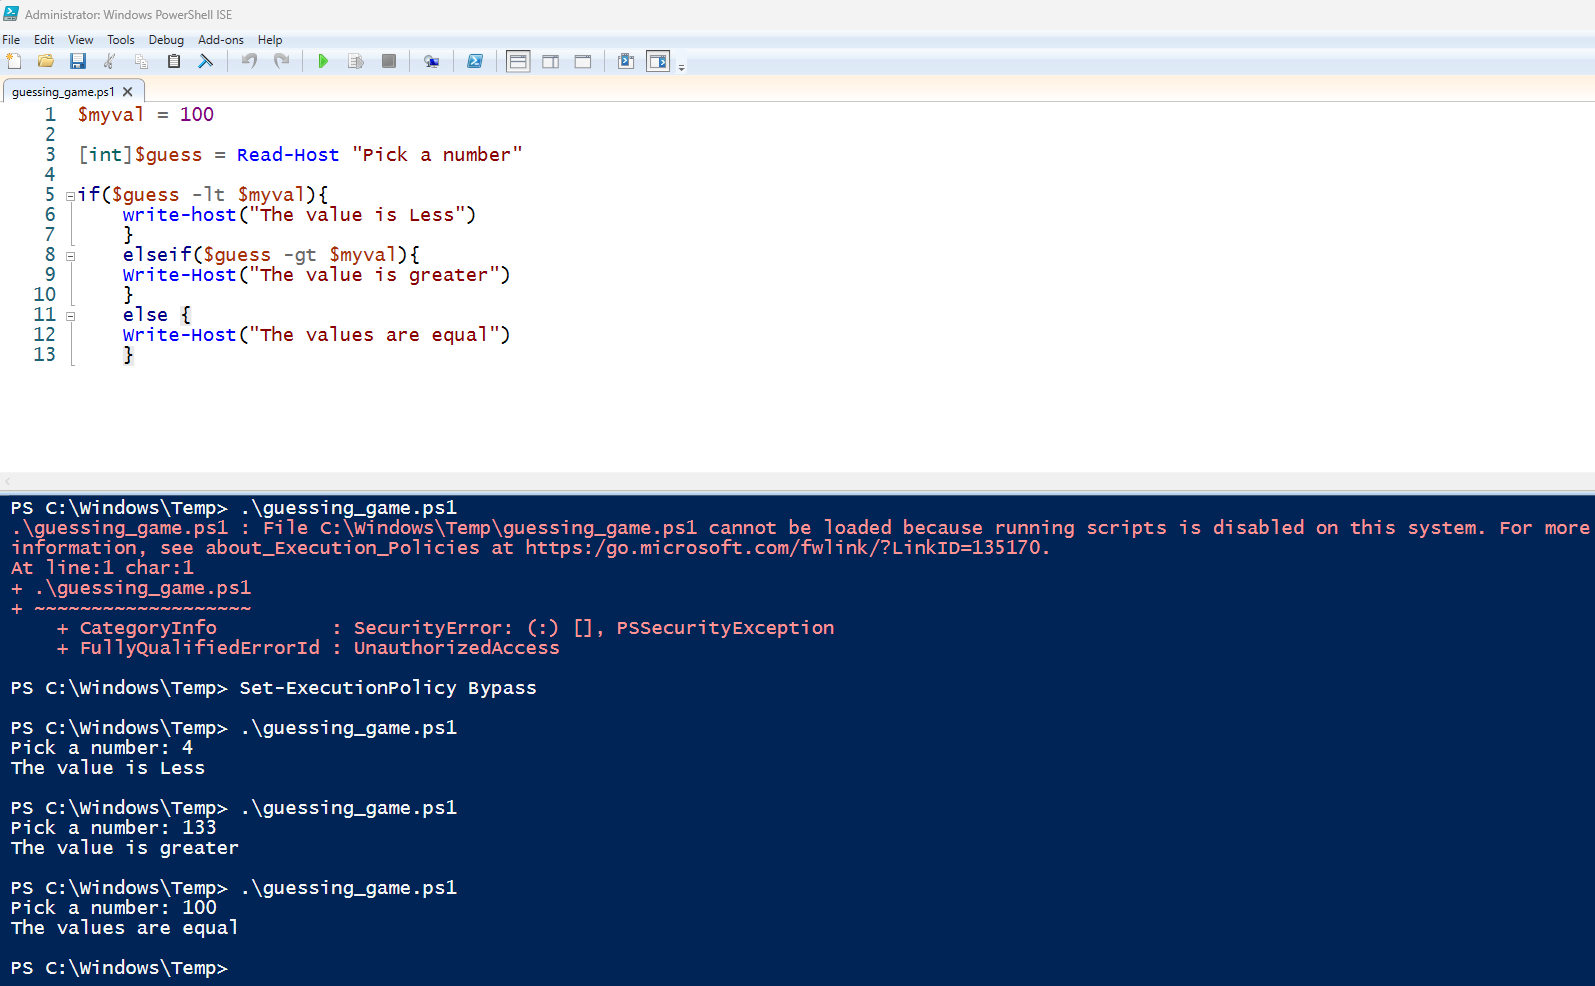 Administrator: Windows PowerShell ISE
File Edit View Tools Debug Add-ons Help
guessing_game.ps1
1 $myval = 100
2
3 [int]$guess = Read-Host "Pick a number"
4
5 if($guess -lt $myval){
6 write-host("The value is Less")
7 }
8 elseif($guess -gt $myval){
9 Write-Host("The value is greater")
10 }
11 else {
12 Write-Host("The values are equal")
13 }
PS C:\Windows\Temp> .\guessing_game.ps1
.\guessing_game.ps1 : File C:\Windows\Temp\guessing_game.ps1 cannot be loaded because running scripts is disabled on this system. For more
information, see about_Execution_Policies at https:/go.microsoft.com/fwlink/?LinkID=135170.
At line:1 char:1
+ .\guessing_game.ps1
+ ~~~~~~~~~~~~~~~~~~~
+ CategoryInfo : SecurityError: (:) [], PSSecurityException
+ FullyQualifiedErrorId : UnauthorizedAccess
PS C:\Windows\Temp> Set-ExecutionPolicy Bypass
PS C:\Windows\Temp> .\guessing_game.ps1
Pick a number: 4
The value is Less
PS C:\Windows\Temp> .\guessing_game.ps1
Pick a number: 133
The value is greater
PS C:\Windows\Temp> .\guessing_game.ps1
Pick a number: 100
The values are equal
PS C:\Windows\Temp>